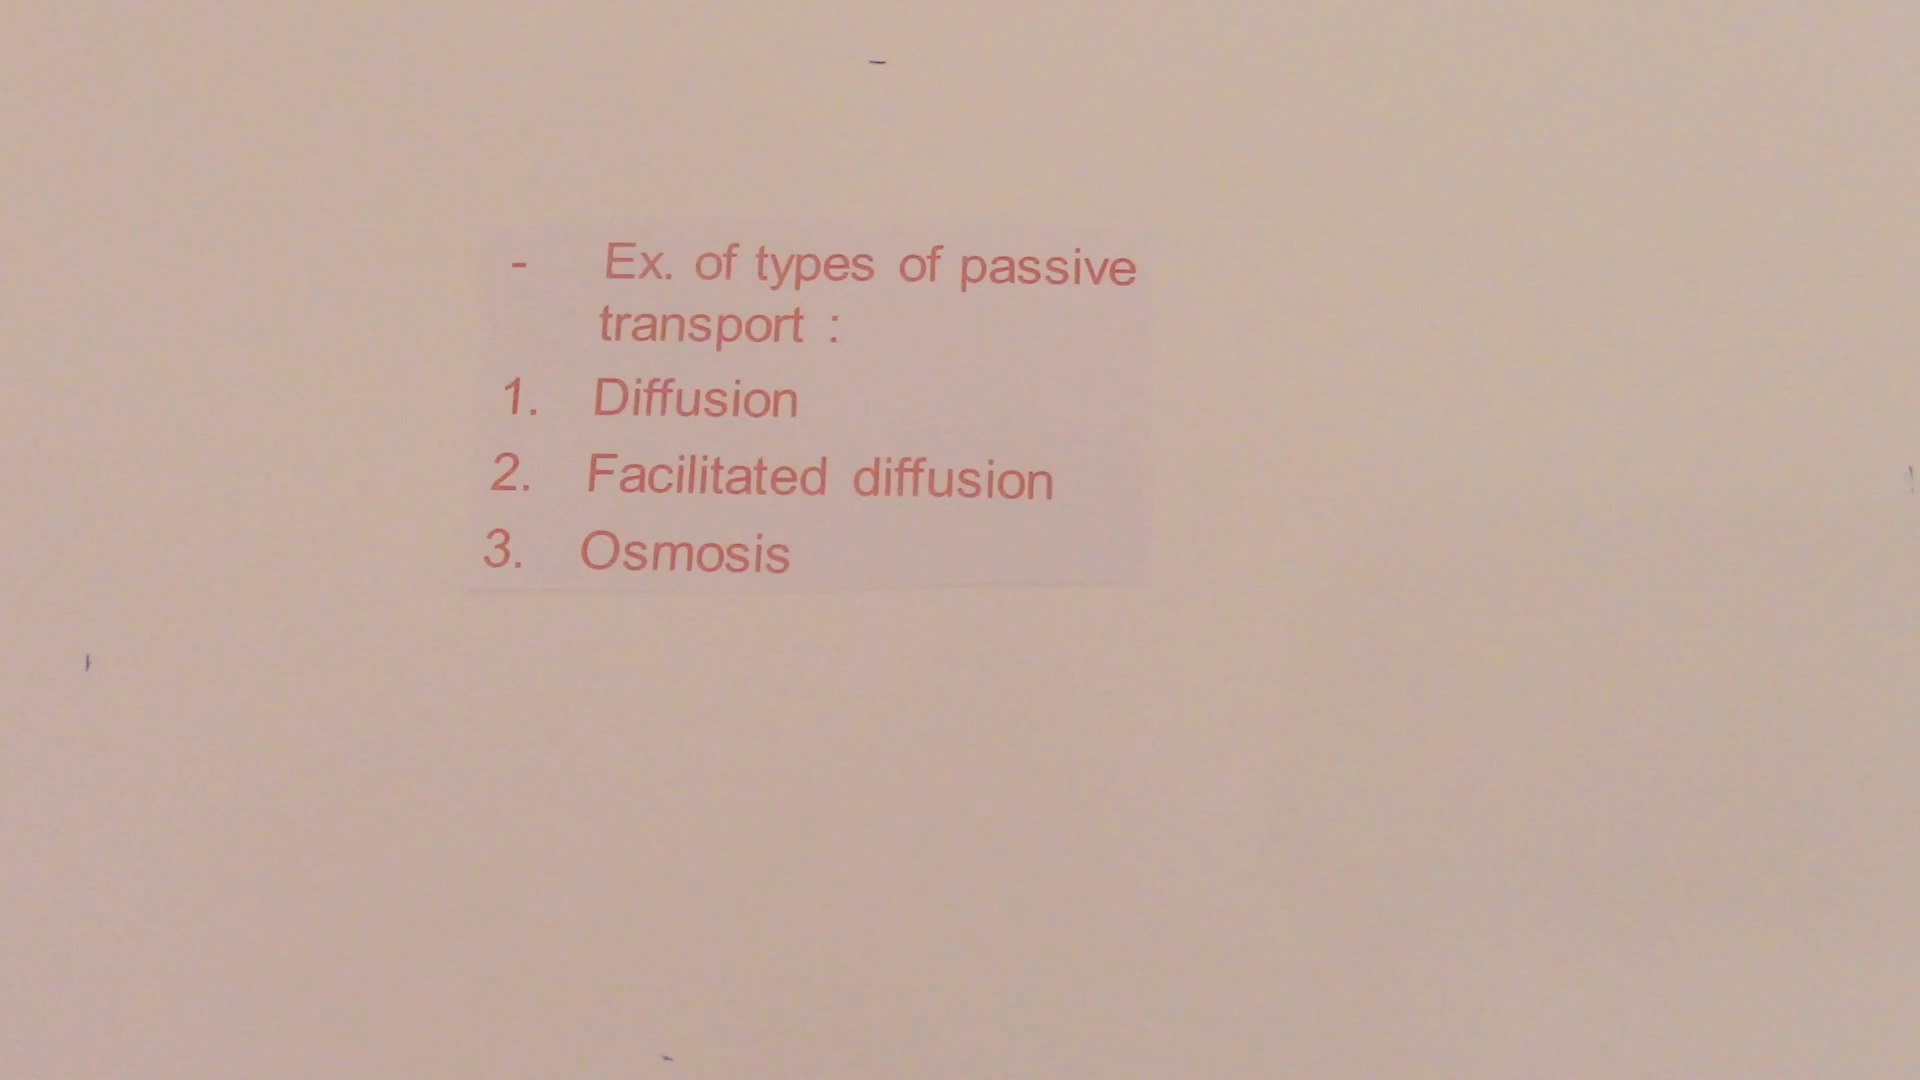 - Ex. of types of passive
transport :
1. Diffusion
2. Facilitated diffusion
3. Osmosis